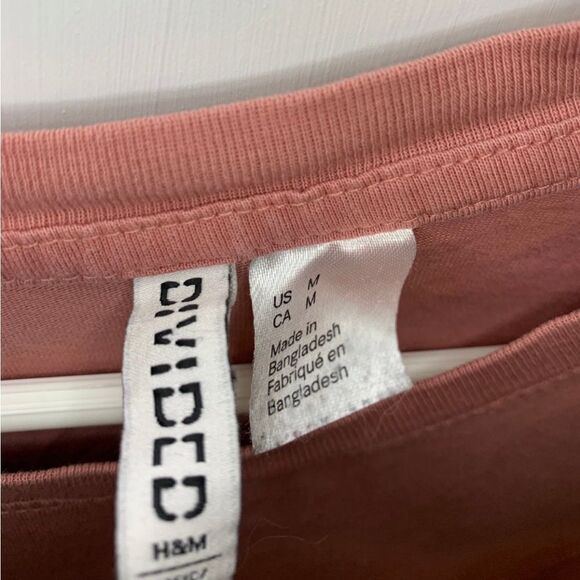 DIVIDED
H&M
US M
CA M
Made in
Bangladesh
Fabriqué en
Bangladesh